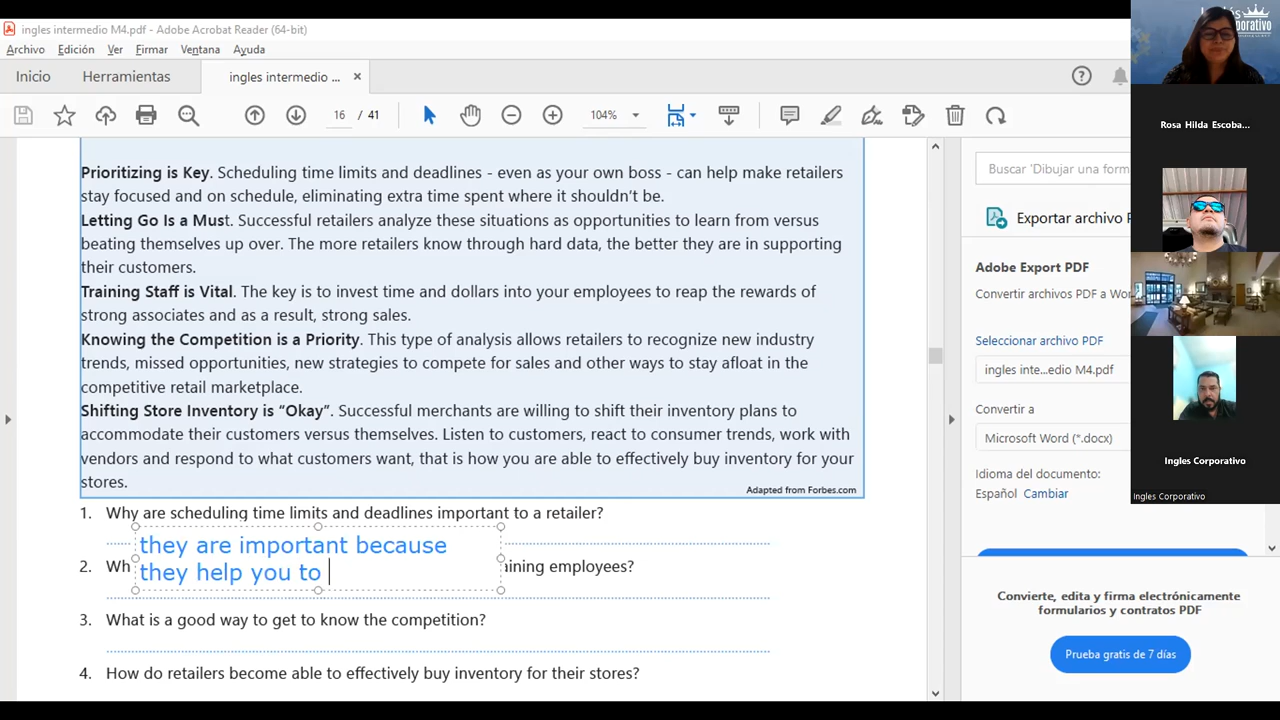 ingles intermedio M4.pdf - Adobe Acrobat Reader (64-bit)
Archivo Edición Ver Firmar Ventana Ayuda
Inicio Herramientas ingles intermedio ... ×
16 / 41 104%
Prioritizing is Key. Scheduling time limits and deadlines - even as your own boss - can help make retailers
stay focused and on schedule, eliminating extra time spent where it shouldn't be.
Letting Go Is a Must. Successful retailers analyze these situations as opportunities to learn from versus
beating themselves up over. The more retailers know through hard data, the better they are in supporting
their customers.
Training Staff is Vital. The key is to invest time and dollars into your employees to reap the rewards of
strong associates and as a result, strong sales.
Knowing the Competition is a Priority. This type of analysis allows retailers to recognize new industry
trends, missed opportunities, new strategies to compete for sales and other ways to stay afloat in the
competitive retail marketplace.
Shifting Store Inventory is "Okay". Successful merchants are willing to shift their inventory plans to
accommodate their customers versus themselves. Listen to customers, react to consumer trends, work with
vendors and respond to what customers want, that is how you are able to effectively buy inventory for your
stores.
Adapted from Forbes.com
1. Why are scheduling time limits and deadlines important to a retailer?
they are important because
they help you to
2. Wh aining employees?
3. What is a good way to get to know the competition?
4. How do retailers become able to effectively buy inventory for their stores?
Buscar 'Dibujar una form
Exportar archivo P
Adobe Export PDF
Convertir archivos PDF a Wor
Seleccionar archivo PDF
ingles inte...edio M4.pdf
Convertir a
Microsoft Word (*.docx)
Idioma del documento:
Español Cambiar
Convierte, edita y firma electrónicamente
formularios y contratos PDF
Prueba gratis de 7 días
Rosa Hilda Escoba...
Ingles Corporativo
Ingles Corporativo